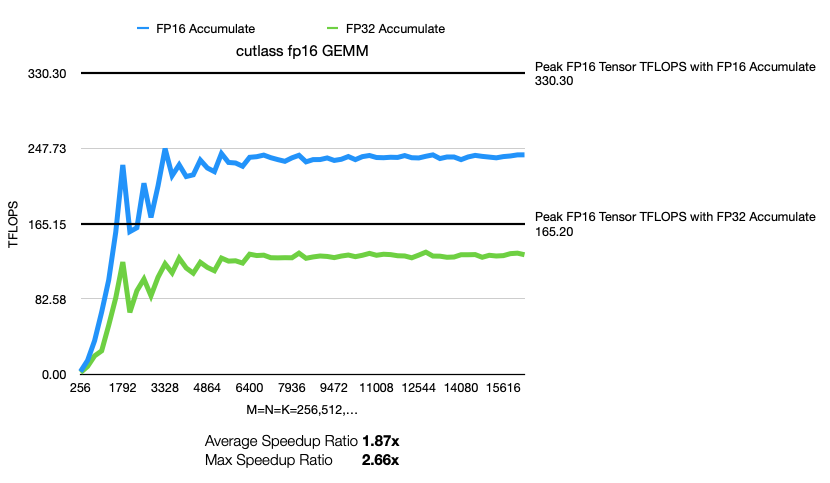 FP16 Accumulate FP32 Accumulate
cutlass fp16 GEMM
330.30
Peak FP16 Tensor TFLOPS with FP16 Accumulate
330.30
247.73
TFLOPS
165.15
Peak FP16 Tensor TFLOPS with FP32 Accumulate
165.20
82.58
0.00
256 1792 3328 4864 6400 7936 9472 11008 12544 14080 15616
M=N=K=256,512,…
Average Speedup Ratio 1.87x
Max Speedup Ratio 2.66x